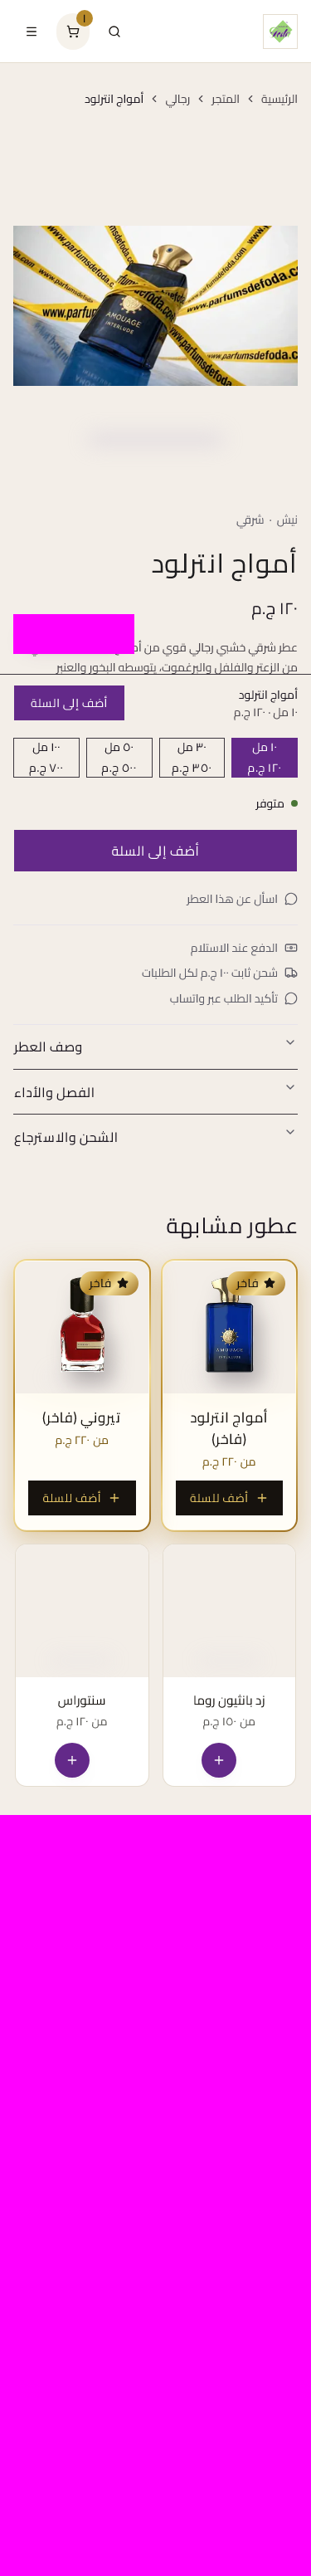 ١
الرئيسية > المتجر > رجالي > أمواج انترلود
www.parfumsdefoda.com
AMOUAGE
INTERLUDE
نيش · شرقي
أمواج انترلود
١٢٠ ج.م
عطر شرقي خشبي رجالي قوي من
من الزعتر والفلفل والبرغموت، يتوسطه البخور والعنبر
أمواج انترلود
١٠ مل · ١٢٠ ج.م
أضف إلى السلة
١٠ مل
١٢٠ ج.م
٣٠ مل
٣٥٠ ج.م
٥٠ مل
٥٠٠ ج.م
١٠٠ مل
٧٠٠ ج.م
متوفر
أضف إلى السلة
اسأل عن هذا العطر
الدفع عند الاستلام
شحن ثابت ١٠٠ ج.م لكل الطلبات
تأكيد الطلب عبر واتساب
وصف العطر
الفصل والأداء
الشحن والاسترجاع
عطور مشابهة
فاخر
AMOUAGE
أمواج انترلود
(فاخر)
من ٢٢٠ ج.م
+ أضف للسلة
فاخر
تيروني (فاخر)
من ٢٢٠ ج.م
+ أضف للسلة
زد بانثيون روما
من ١٥٠ ج.م
+
سنتوراس
من ١٢٠ ج.م
+